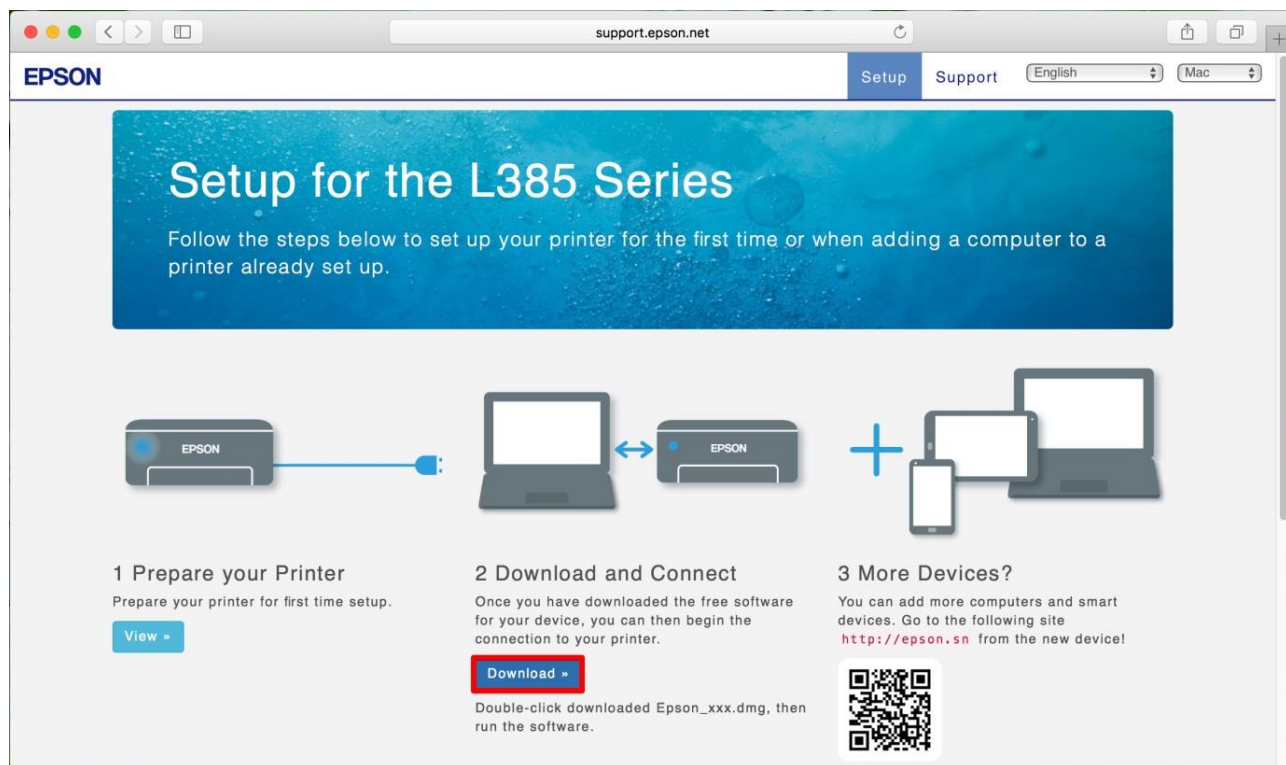 support.epson.net
EPSON
Setup
Support
English
Mac
Setup for the L385 Series
Follow the steps below to set up your printer for the first time or when adding a computer to a
printer already set up.
EPSON
EPSON
1 Prepare your Printer
Prepare your printer for first time setup.
View »
2 Download and Connect
Once you have downloaded the free software
for your device, you can then begin the
connection to your printer.
Download »
Double-click downloaded Epson_xxx.dmg, then
run the software.
3 More Devices?
You can add more computers and smart
devices. Go to the following site
http://epson.sn from the new device!